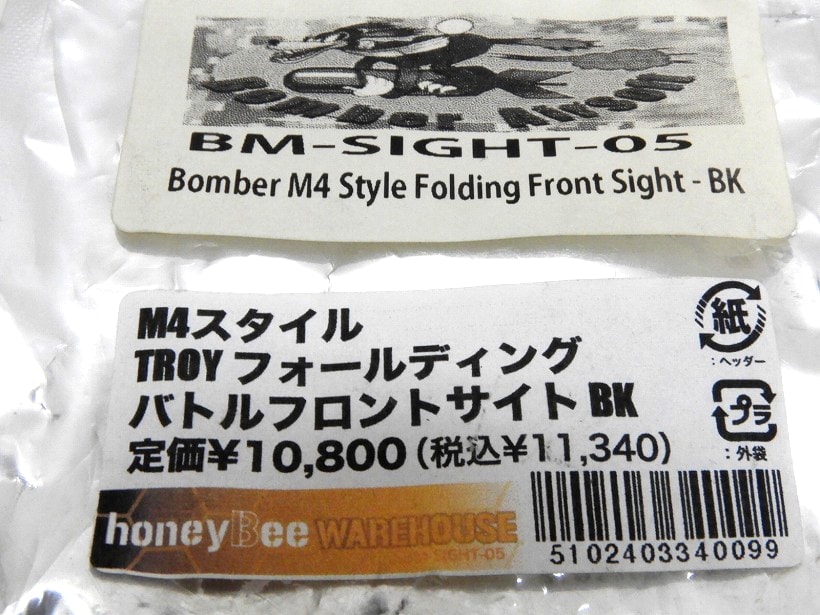 Bomber Airsoft
BM-SIGHT-05
Bomber M4 Style Folding Front Sight - BK
M4スタイル
TROY フォールディング
バトルフロントサイト BK
定価¥10,800 (税込¥11,340)
紙
:ヘッダー
プラ
:外袋
honeyBee WAREHOUSE
SIGHT-05
5102403340099